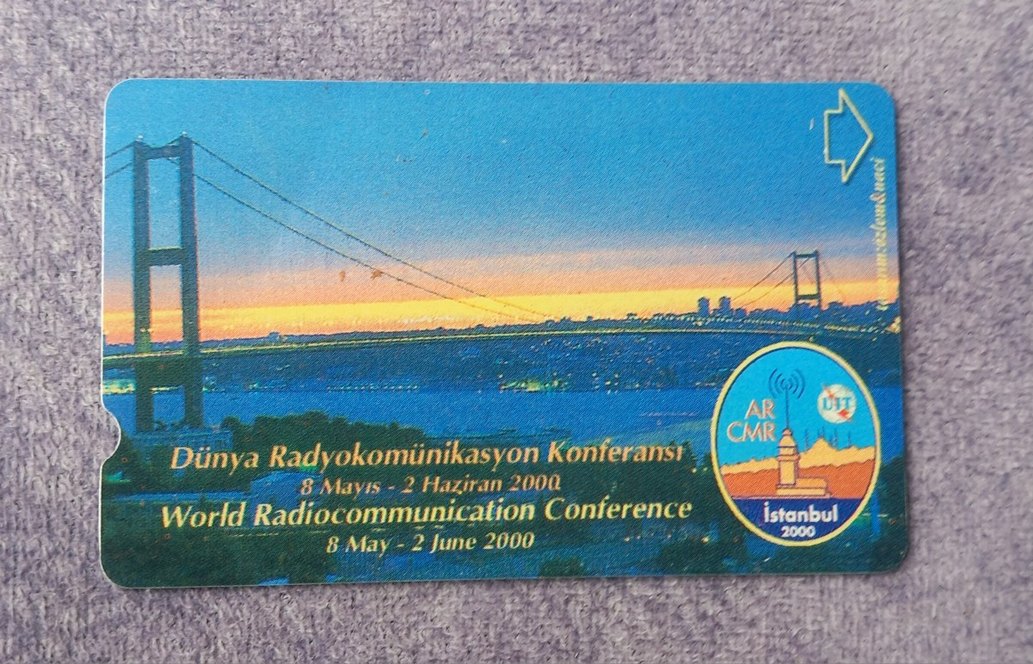 Dünya Radyokomünikasyon Konferansı
8 Mayıs - 2 Haziran 2000
World Radiocommunication Conference
8 May - 2 June 2000
AR
CMR
UIT
İstanbul
2000